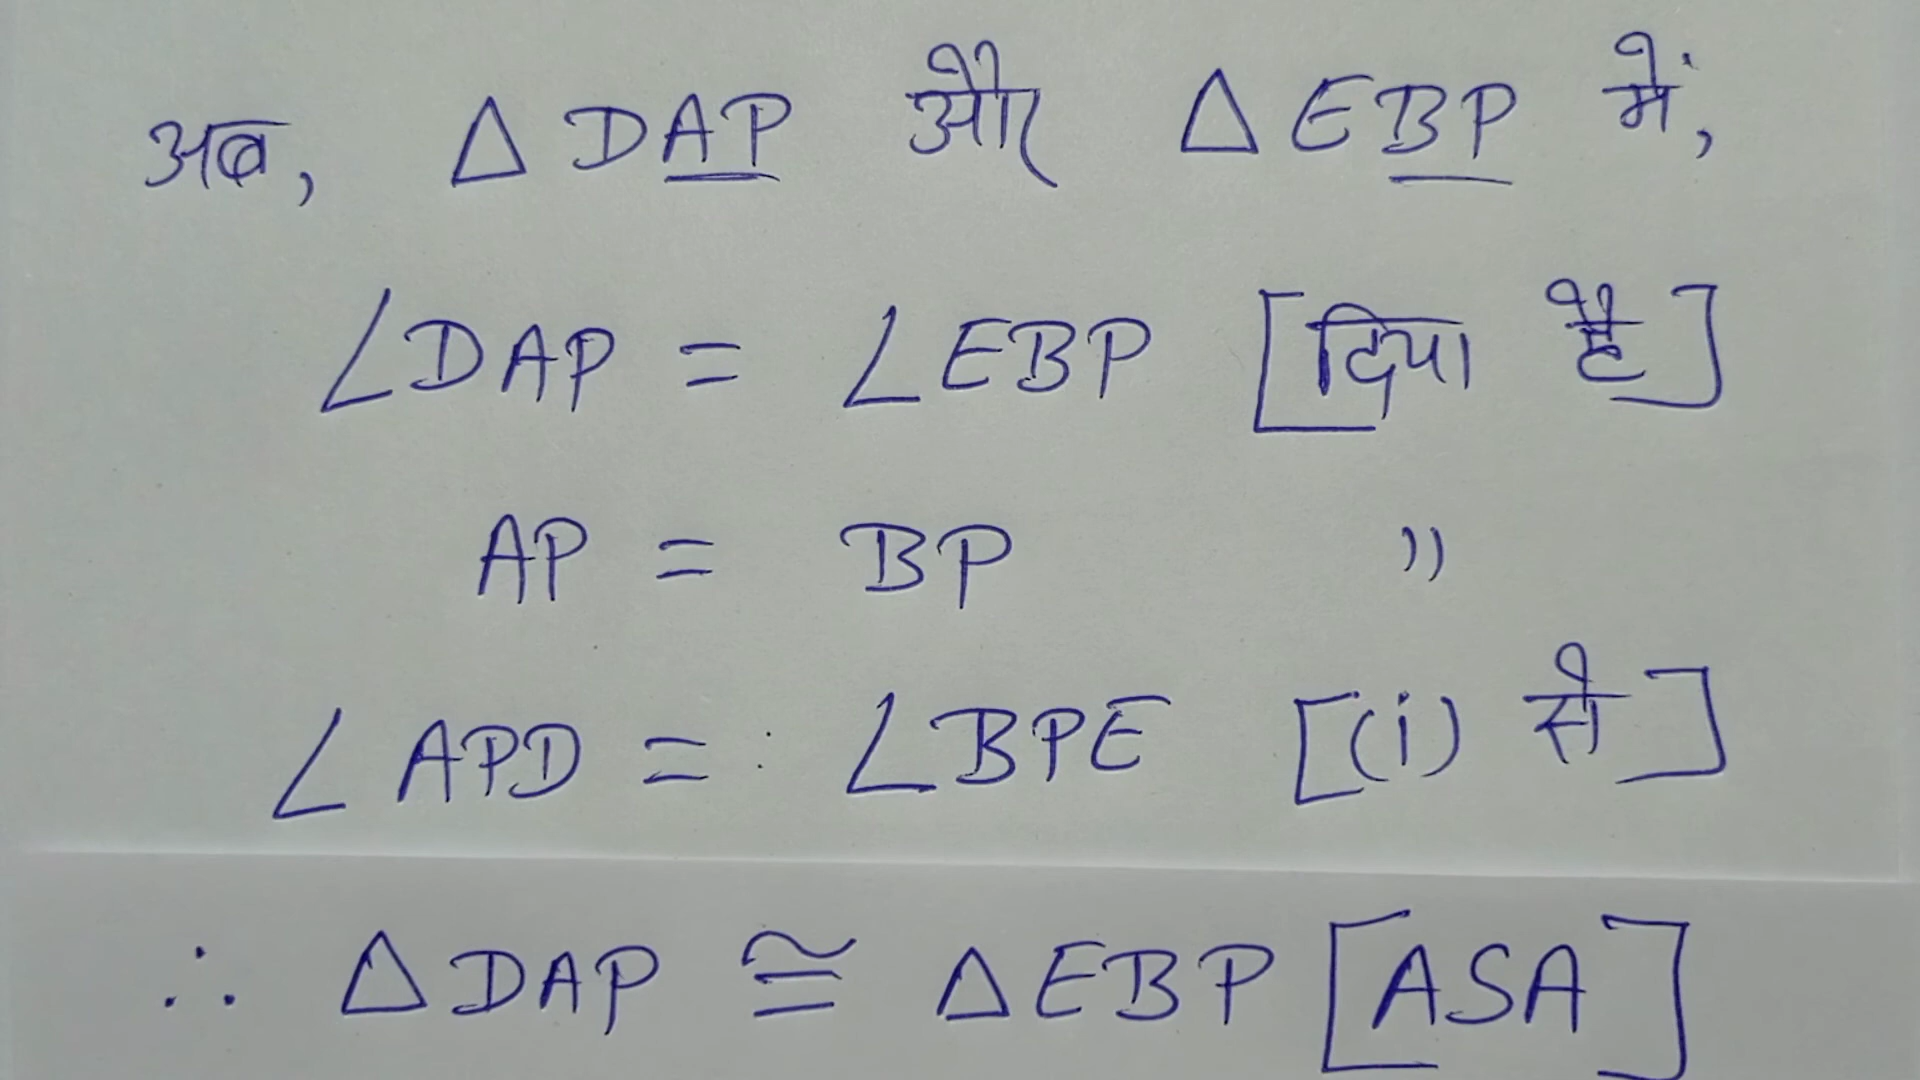 अब, △ DAP और △ EBP में,
∠DAP = ∠EBP [दिया है]
AP = BP "
∠APD = ∠BPE [(i) से]
∴ △DAP ≅ △EBP [ASA]